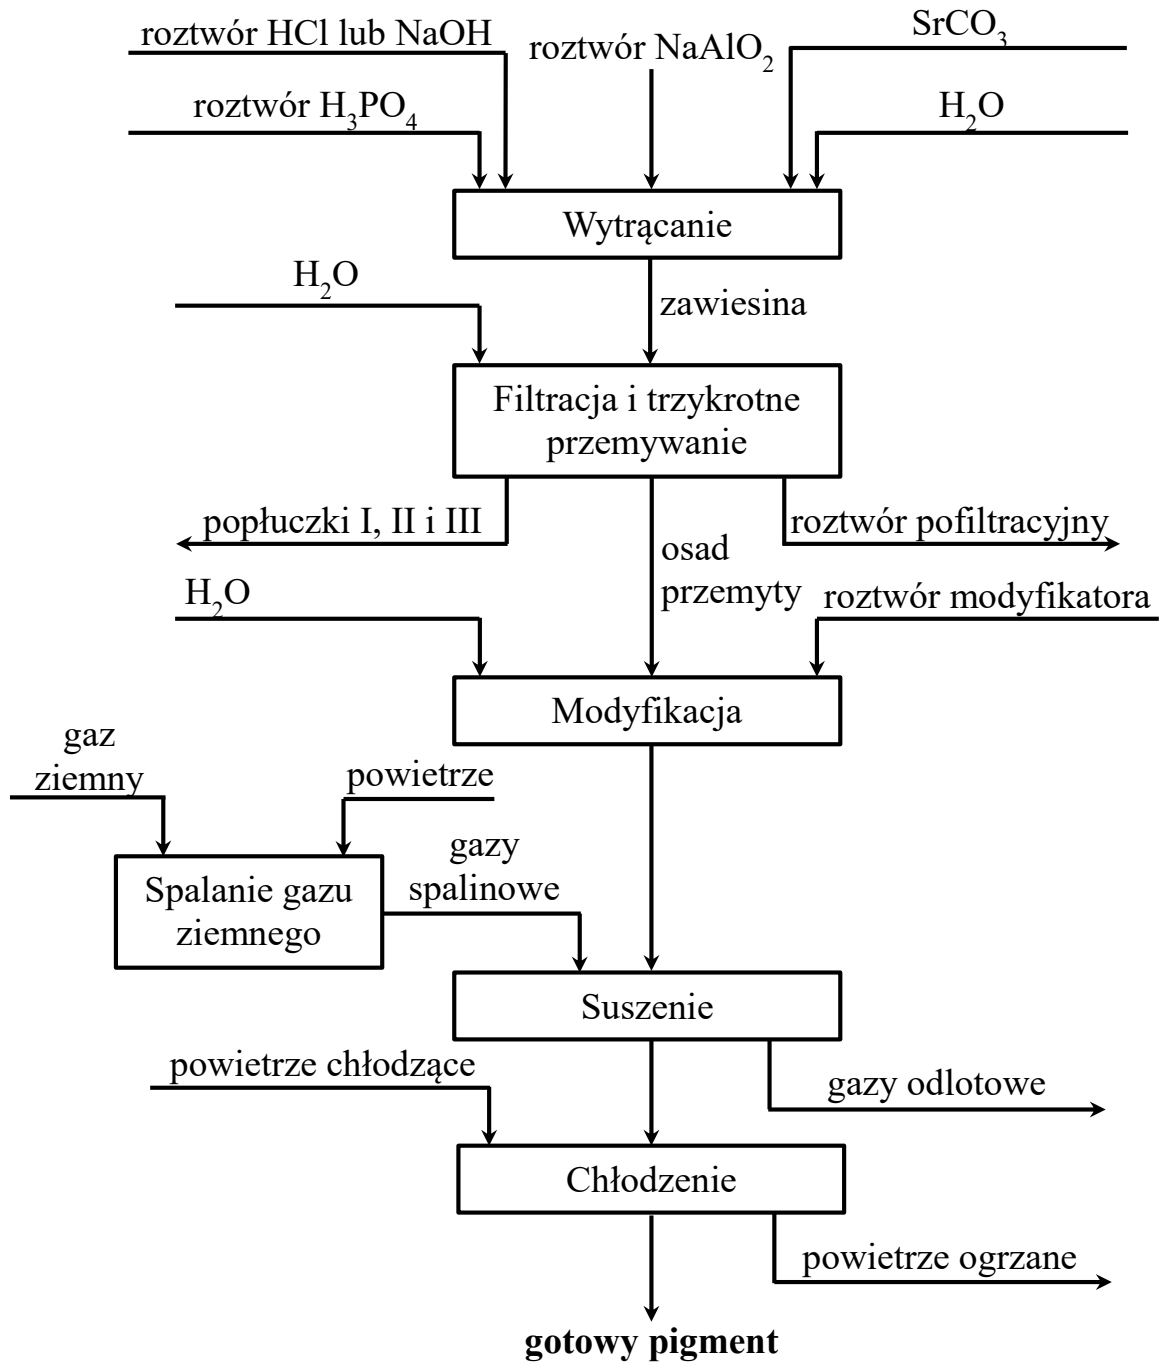 roztwór HCl lub NaOH
roztwór NaAlO₂
SrCO₃
roztwór H₃PO₄
H₂O
Wytrącanie
H₂O
zawiesina
Filtracja i trzykrotne
przemywanie
popłuczki I, II i III
roztwór pofiltracyjny
osad
przemyty
H₂O
roztwór modyfikatora
Modyfikacja
gaz
ziemny
powietrze
gazy
spalinowe
Spalanie gazu
ziemnego
Suszenie
powietrze chłodzące
gazy odlotowe
Chłodzenie
powietrze ogrzane
gotowy pigment